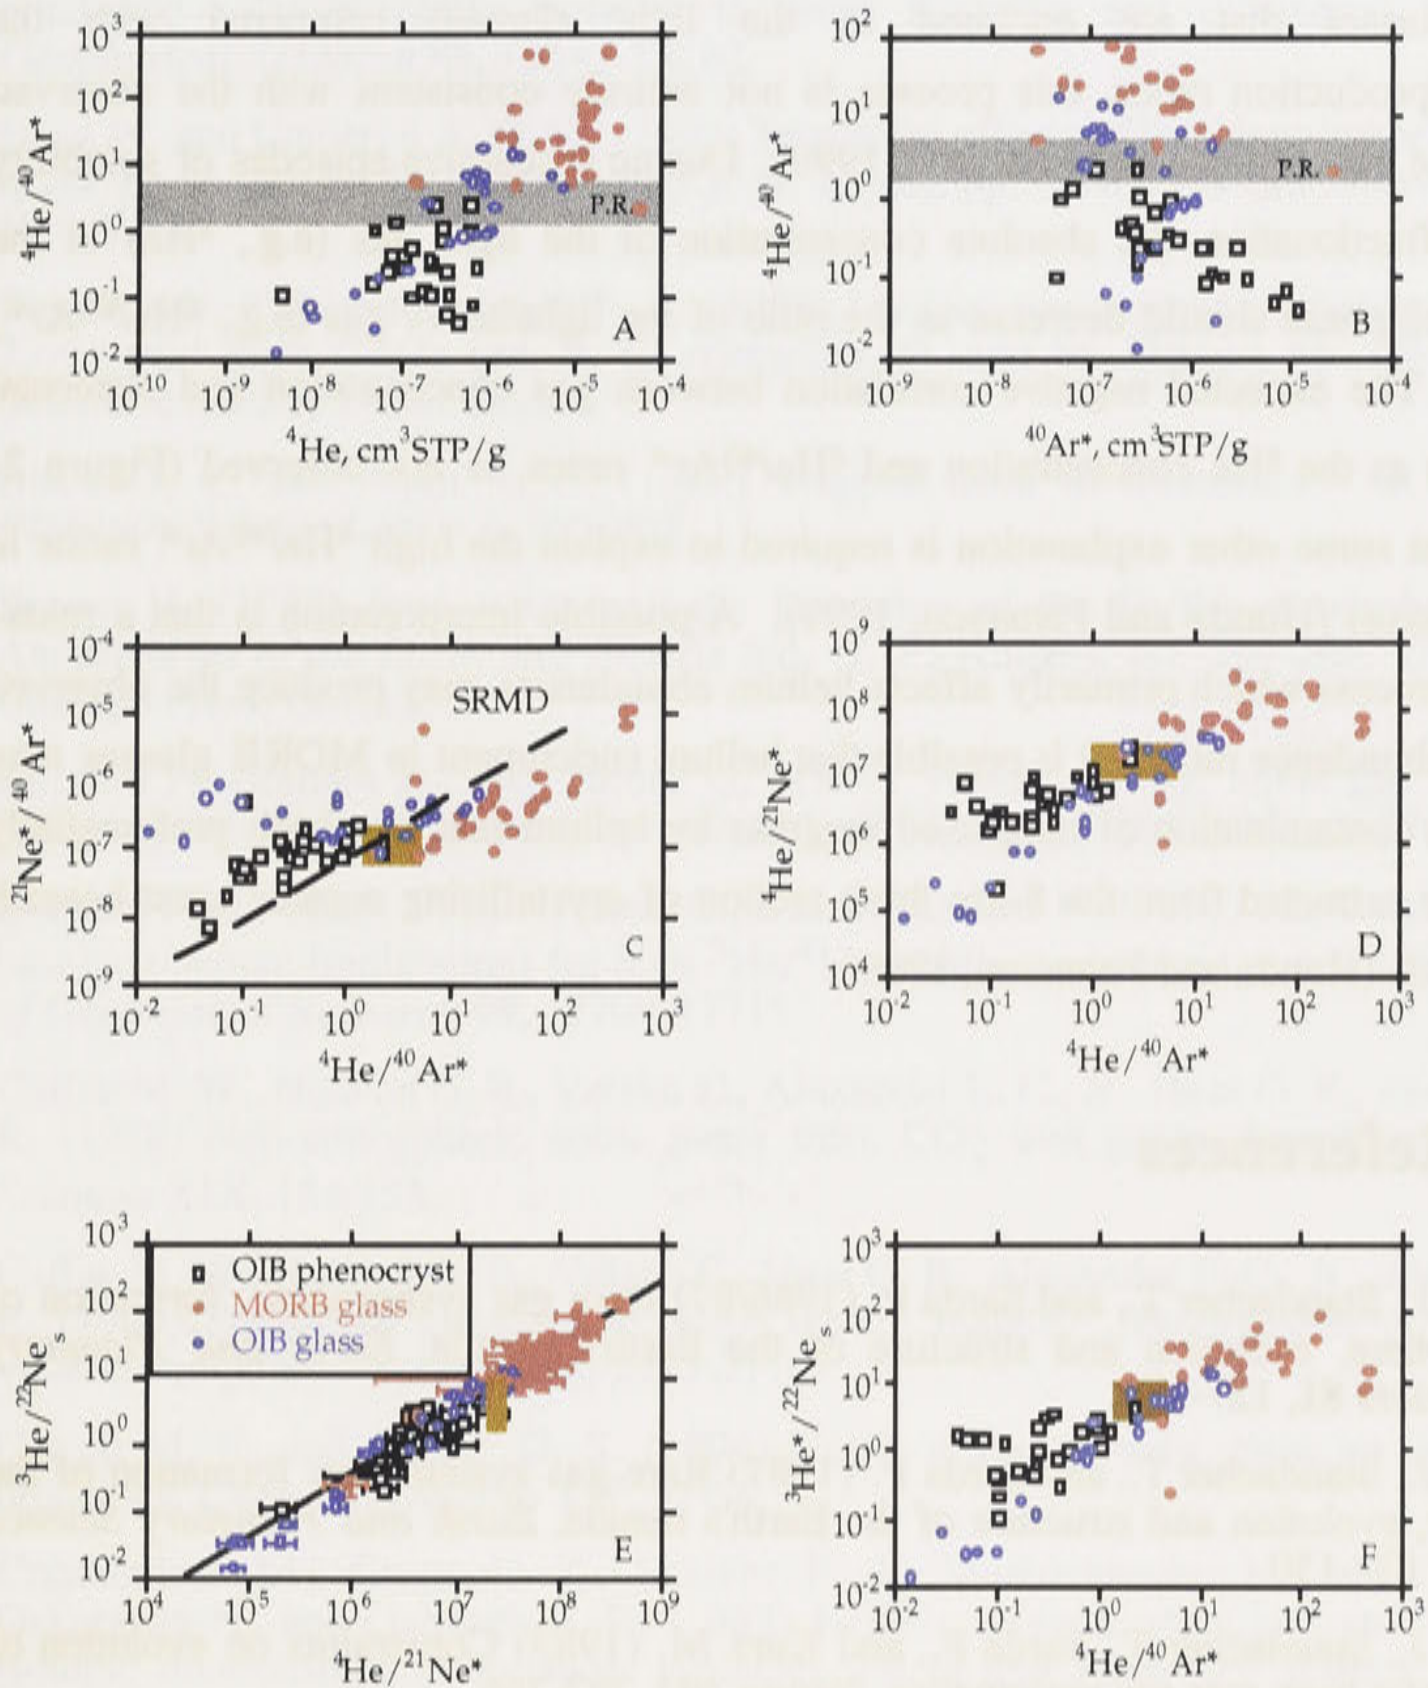 10³
10²
10¹
10⁰
10⁻¹
10⁻²
⁴He/⁴⁰Ar*
P.R.
A
10⁻¹⁰ 10⁻⁹ 10⁻⁸ 10⁻⁷ 10⁻⁶ 10⁻⁵ 10⁻⁴
⁴He, cm³STP/g
10²
10¹
10⁰
10⁻¹
10⁻²
⁴He/⁴⁰Ar*
P.R.
B
10⁻⁹ 10⁻⁸ 10⁻⁷ 10⁻⁶ 10⁻⁵ 10⁻⁴
⁴⁰Ar*, cm³STP/g
10⁻⁴
10⁻⁵
10⁻⁶
10⁻⁷
10⁻⁸
10⁻⁹
²¹Ne*/⁴⁰Ar*
SRMD
C
10⁻² 10⁻¹ 10⁰ 10¹ 10² 10³
⁴He/⁴⁰Ar*
10⁹
10⁸
10⁷
10⁶
10⁵
10⁴
⁴He/²¹Ne*
D
10⁻² 10⁻¹ 10⁰ 10¹ 10² 10³
⁴He/⁴⁰Ar*
10³
10²
10¹
10⁰
10⁻¹
10⁻²
³He/²²Neₛ
OIB phenocryst
MORB glass
OIB glass
E
10⁴ 10⁵ 10⁶ 10⁷ 10⁸ 10⁹
⁴He/²¹Ne*
10³
10²
10¹
10⁰
10⁻¹
10⁻²
³He*/²²Neₛ
F
10⁻² 10⁻¹ 10⁰ 10¹ 10² 10³
⁴He/⁴⁰Ar*